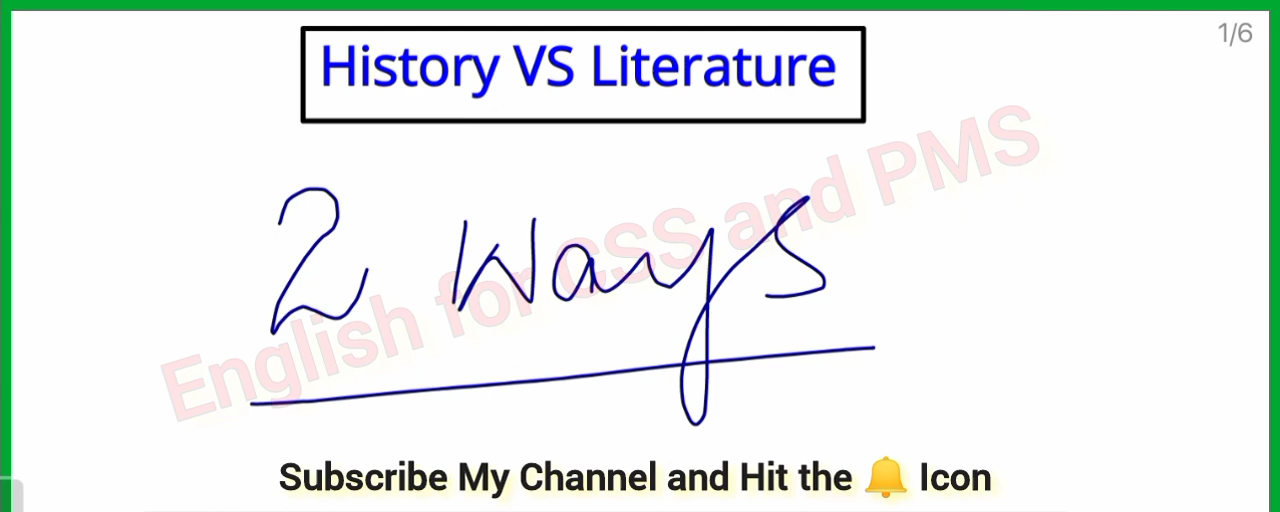 1/6
History VS Literature
2 Ways
English for CSS and PMS
Subscribe My Channel and Hit the 🔔 Icon